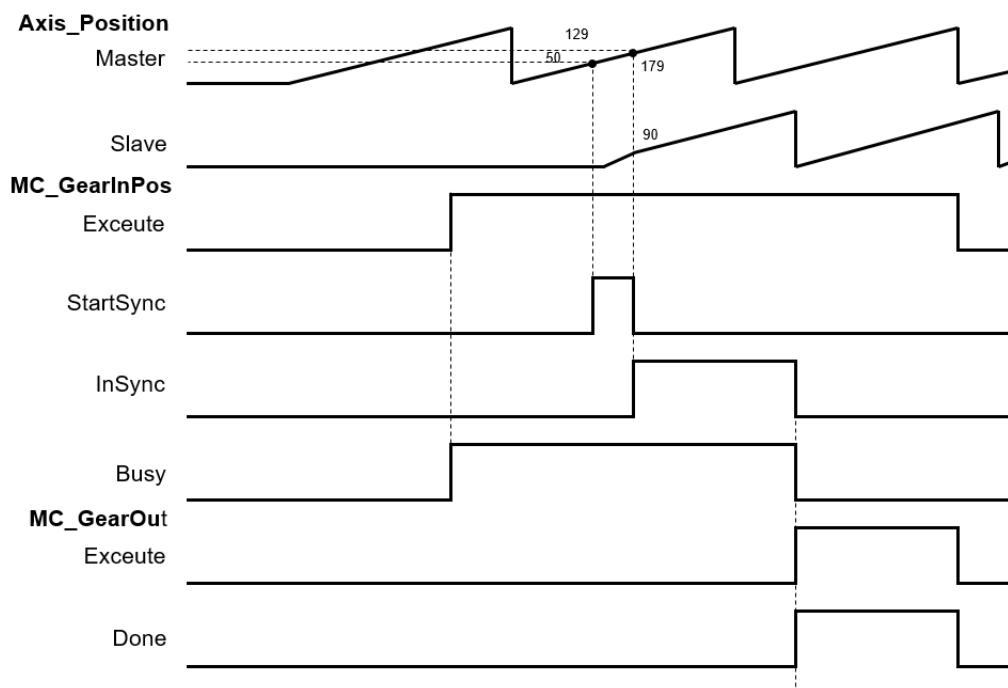 Axis_Position
129
Master
50
179
90
Slave
MC_GearInPos
Exceute
StartSync
InSync
Busy
MC_GearOut
Exceute
Done